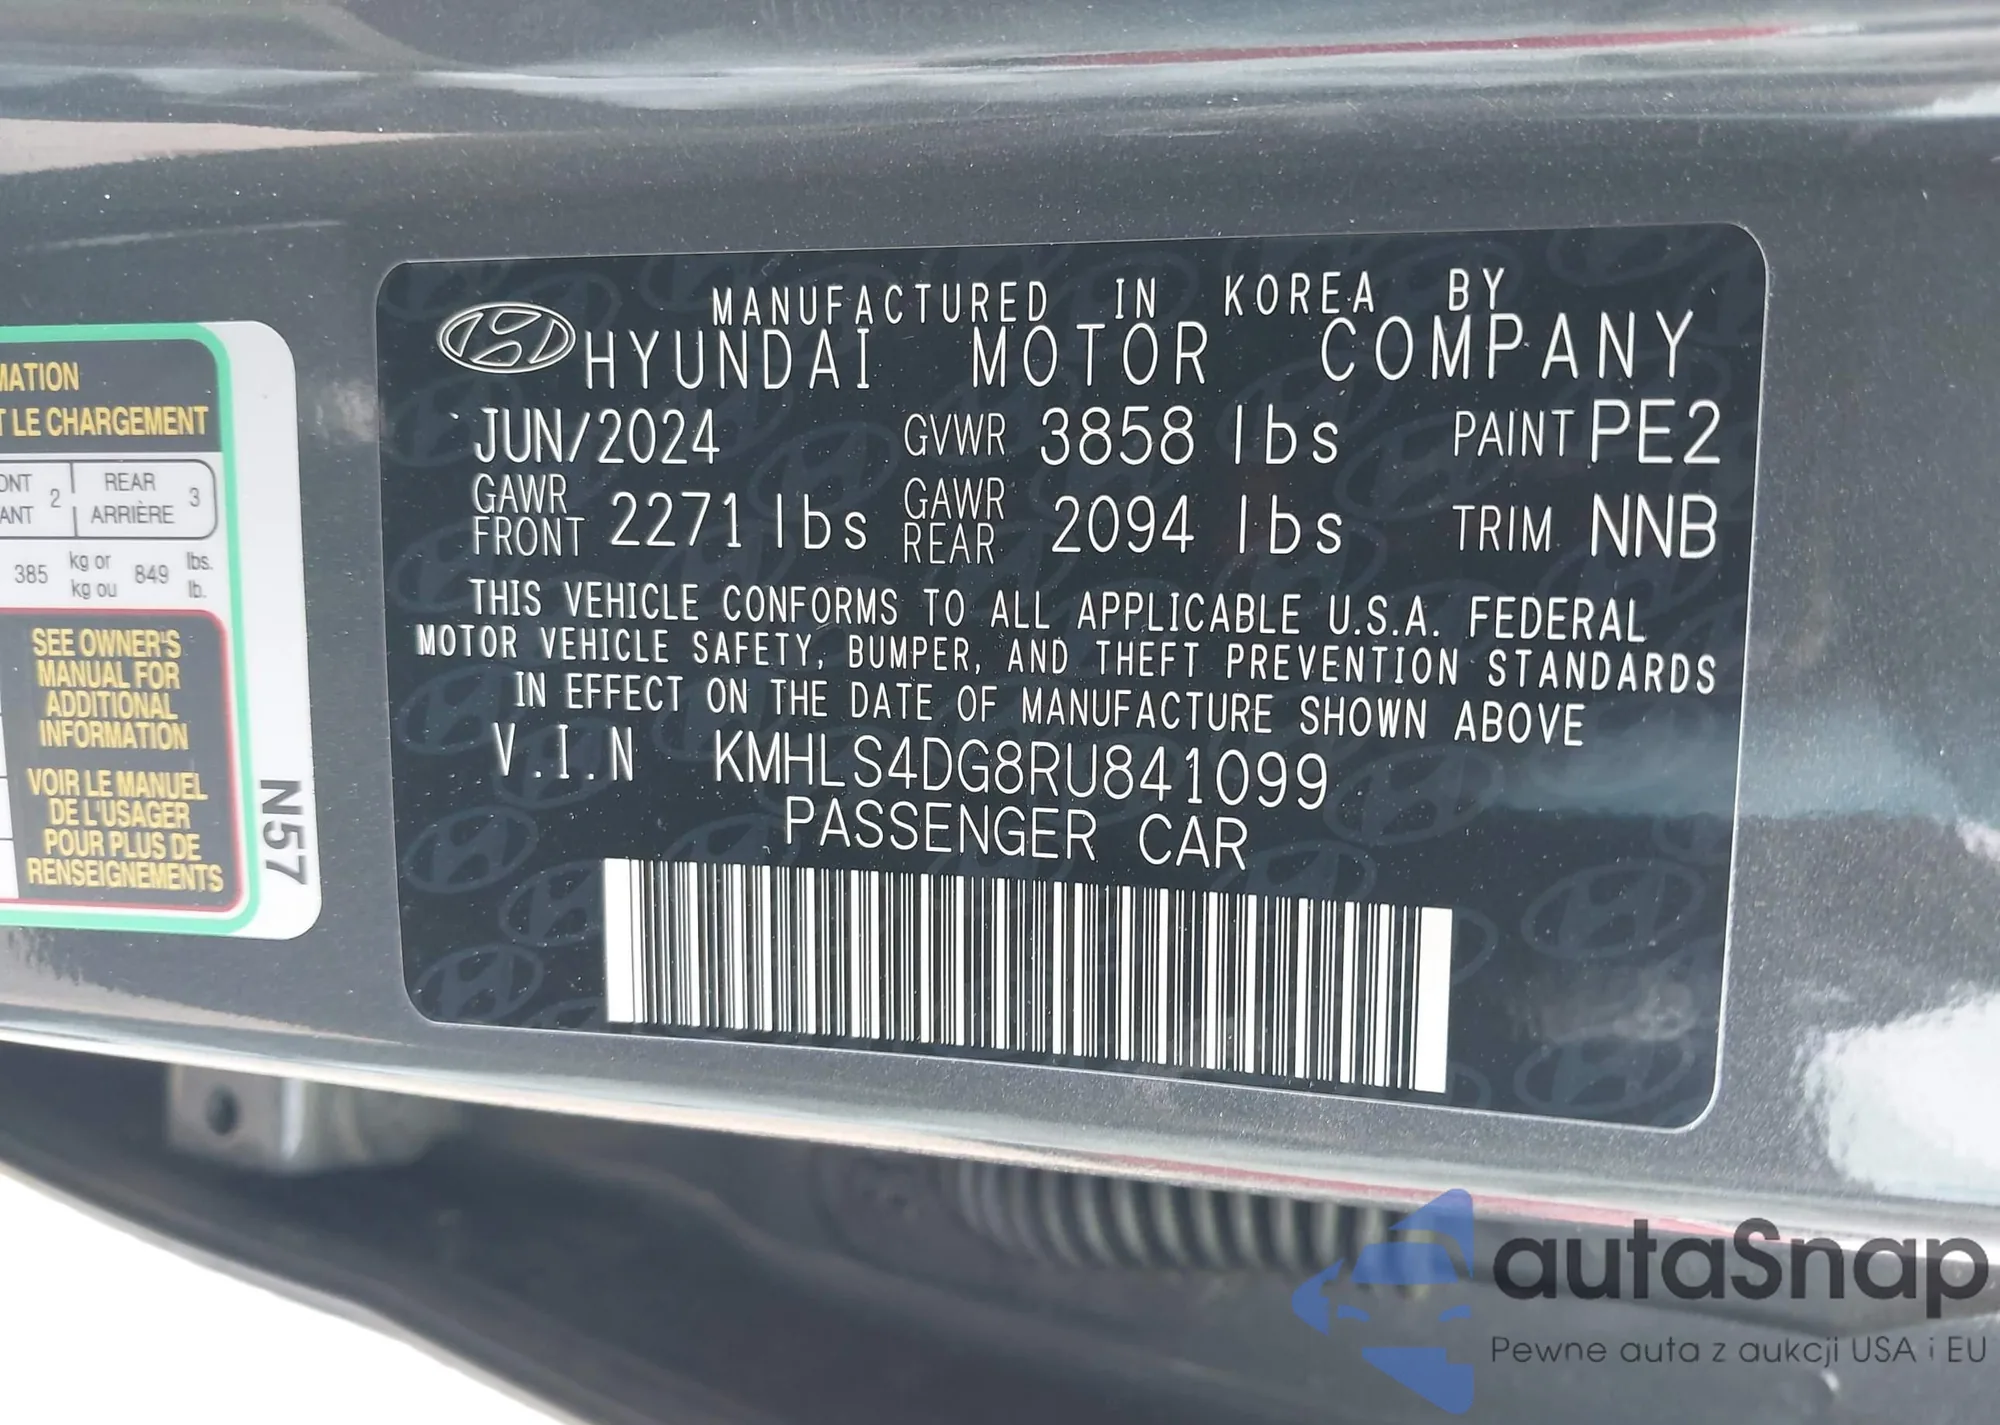 MATION
T LE CHARGEMENT
ONT 2 REAR 3
ANT ARRIÈRE
385 kg or 849 lbs.
kg ou lb.
SEE OWNER'S
MANUAL FOR
ADDITIONAL
INFORMATION
VOIR LE MANUEL
DE L'USAGER
POUR PLUS DE
RENSEIGNEMENTS
N57
MANUFACTURED IN KOREA BY
HYUNDAI MOTOR COMPANY
JUN/2024 GVWR 3858 lbs PAINT PE2
GAWR FRONT 2271 lbs GAWR REAR 2094 lbs TRIM NNB
THIS VEHICLE CONFORMS TO ALL APPLICABLE U.S.A. FEDERAL
MOTOR VEHICLE SAFETY, BUMPER, AND THEFT PREVENTION STANDARDS
IN EFFECT ON THE DATE OF MANUFACTURE SHOWN ABOVE
V.I.N KMHLS4DG8RU841099
PASSENGER CAR
autaSnap
Pewne auta z aukcji USA i EU